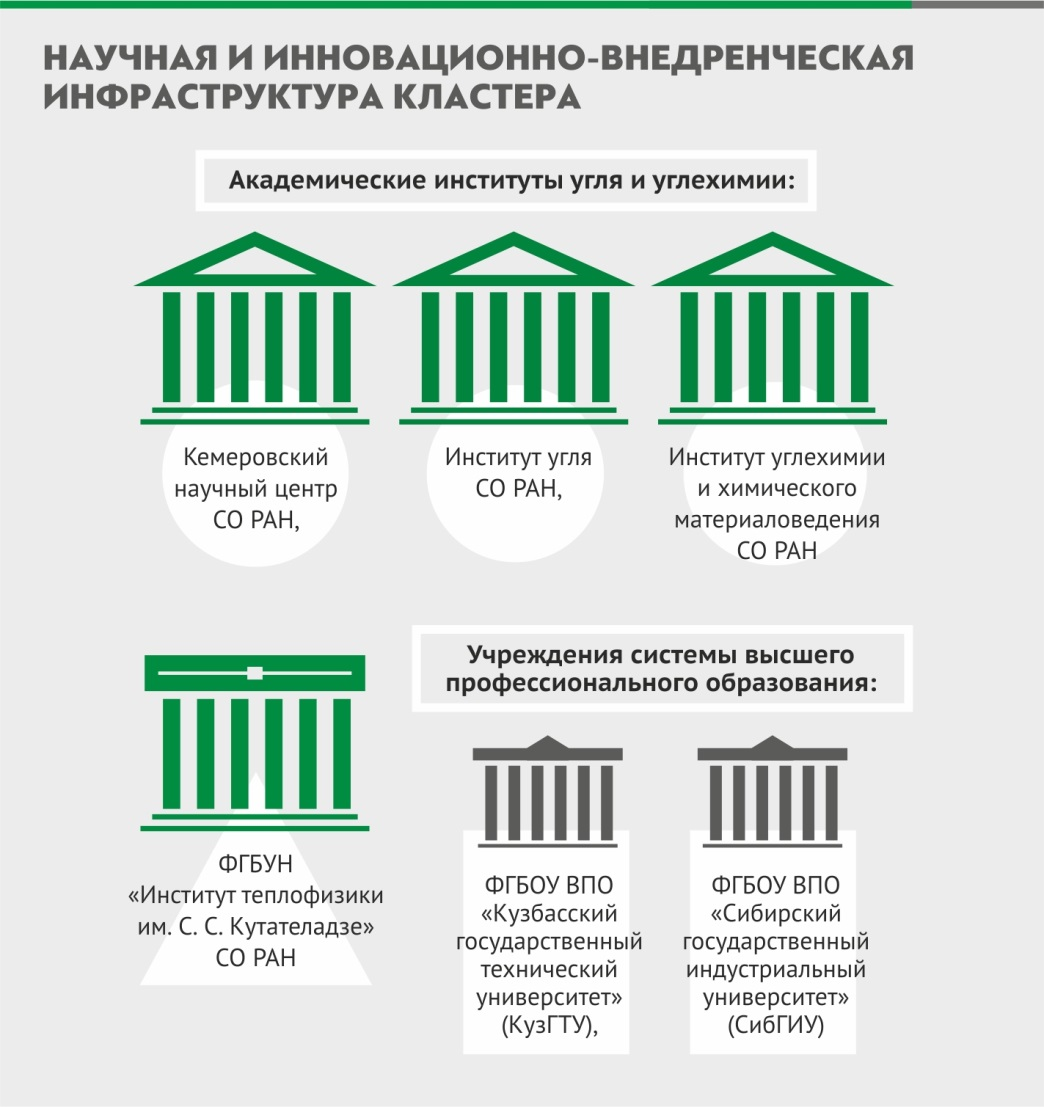 НАУЧНАЯ И ИННОВАЦИОННО-ВНЕДРЕНЧЕСКАЯ
ИНФРАСТРУКТУРА КЛАСТЕРА
Академические институты угля и углехимии:
Кемеровский
научный центр
СО РАН,
Институт угля
СО РАН,
Институт углехимии
и химического
материаловедения
СО РАН
ФГБУН
«Институт теплофизики
им. С. С. Кутателадзе»
СО РАН
Учреждения системы высшего
профессионального образования:
ФГБОУ ВПО
«Кузбасский
государственный
технический
университет»
(КузГТУ),
ФГБОУ ВПО
«Сибирский
государственный
индустриальный
университет»
(СибГИУ)